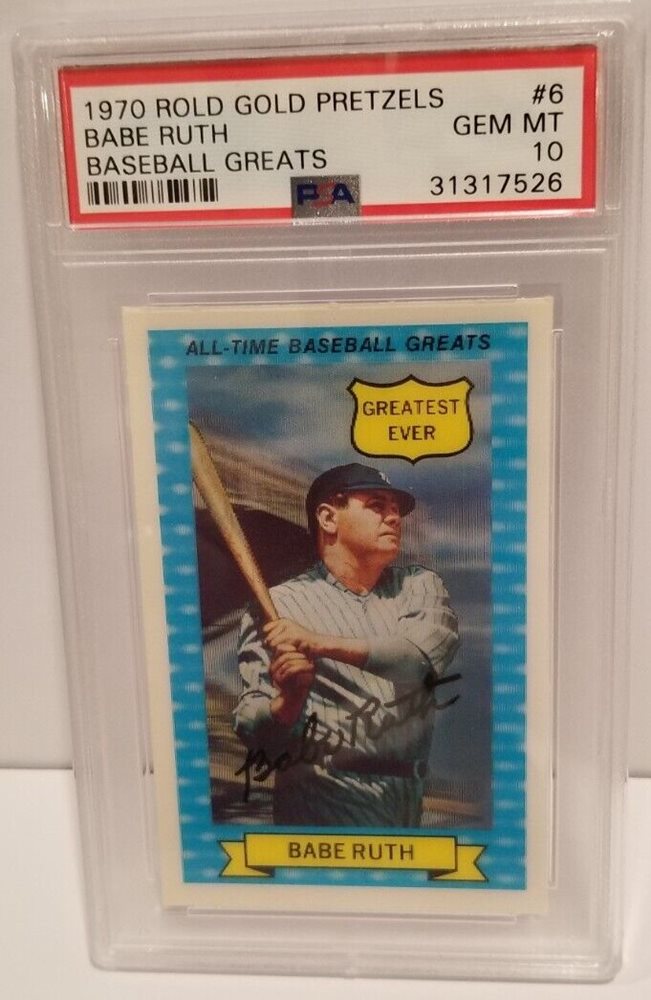 1970 ROLD GOLD PRETZELS #6
BABE RUTH GEM MT
BASEBALL GREATS 10
PSA 31317526
ALL-TIME BASEBALL GREATS
GREATEST
EVER
Babe Ruth
BABE RUTH